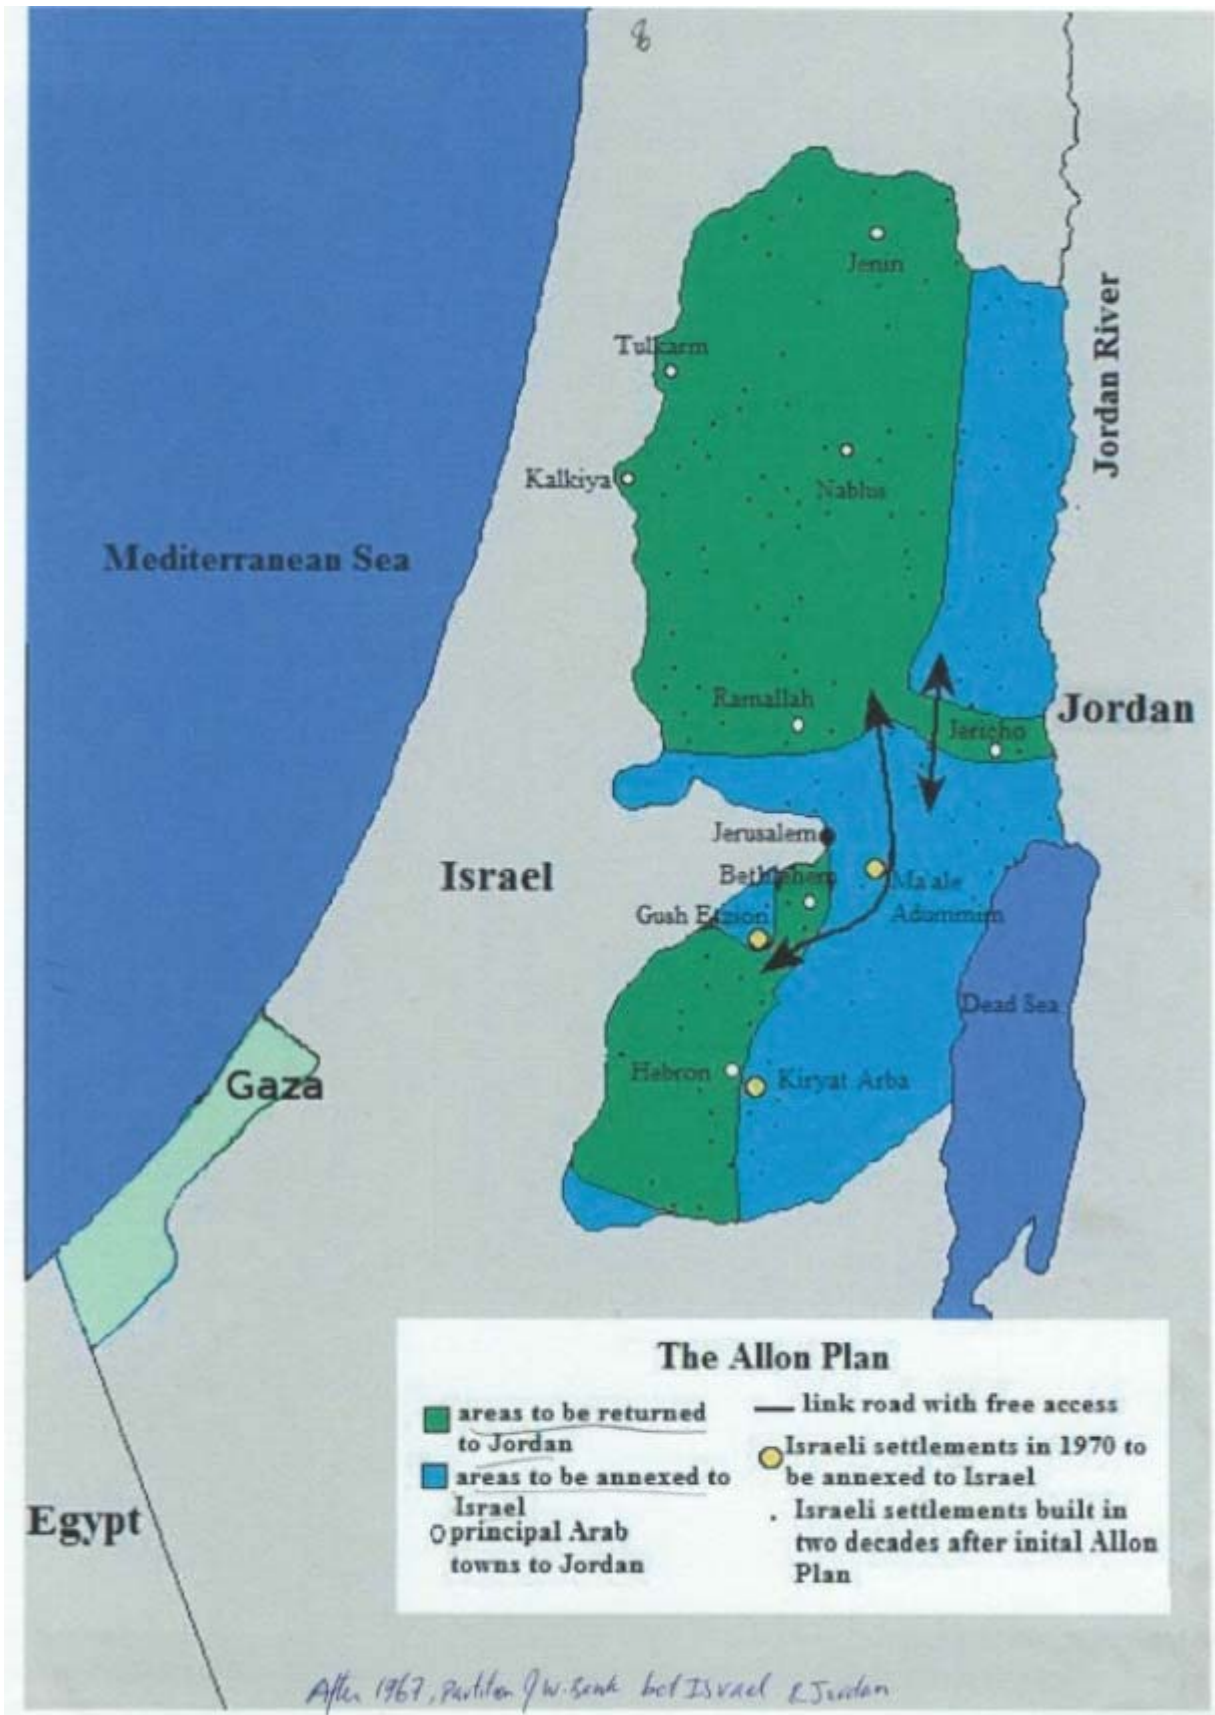 8
Jenin
Tulkarm
Jordan River
Nablus
Kalkiya
Mediterranean Sea
Ramallah
Jordan
Jericho
Jerusalem
Israel
Bethlehem
Ma'ale
Adummim
Gush Etzion
Dead Sea
Hebron
Kiryat Arba
Gaza
Egypt
The Allon Plan
areas to be returned
to Jordan
areas to be annexed to
Israel
principal Arab
towns to Jordan
link road with free access
Israeli settlements in 1970 to
be annexed to Israel
Israeli settlements built in
two decades after inital Allon
Plan
After 1967, Partition of W. Bank bet Israel & Jordan